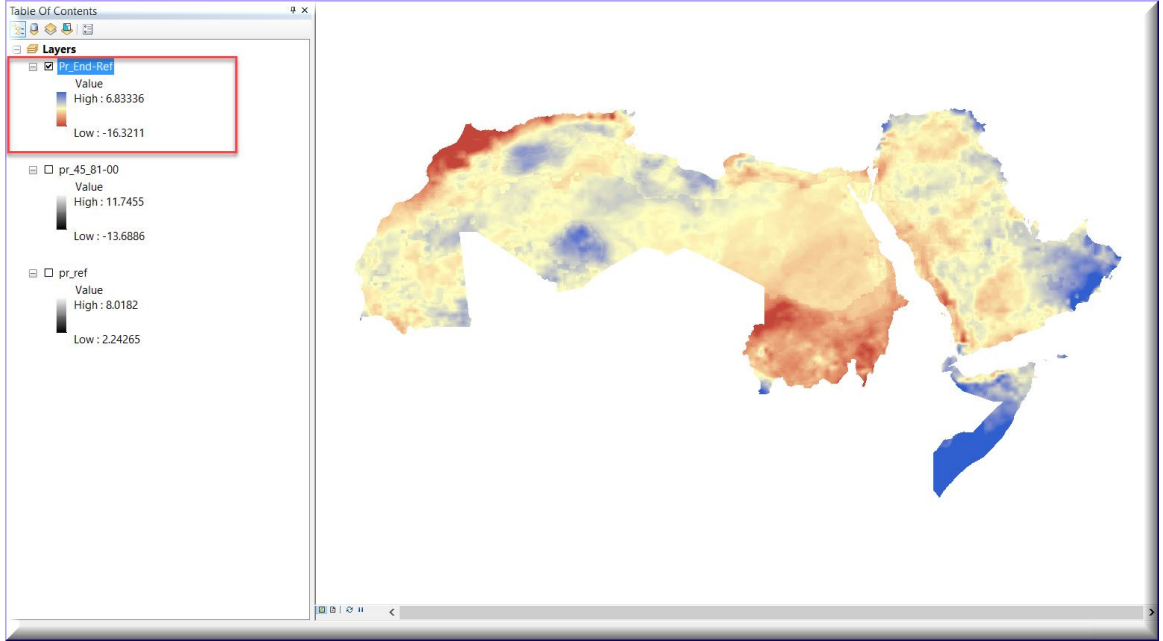 Table Of Contents
Layers
Pr_End-Ref
Value
High : 6.83336
Low : -16.3211
pr_45_81-00
Value
High : 11.7455
Low : -13.6886
pr_ref
Value
High : 8.0182
Low : 2.24265